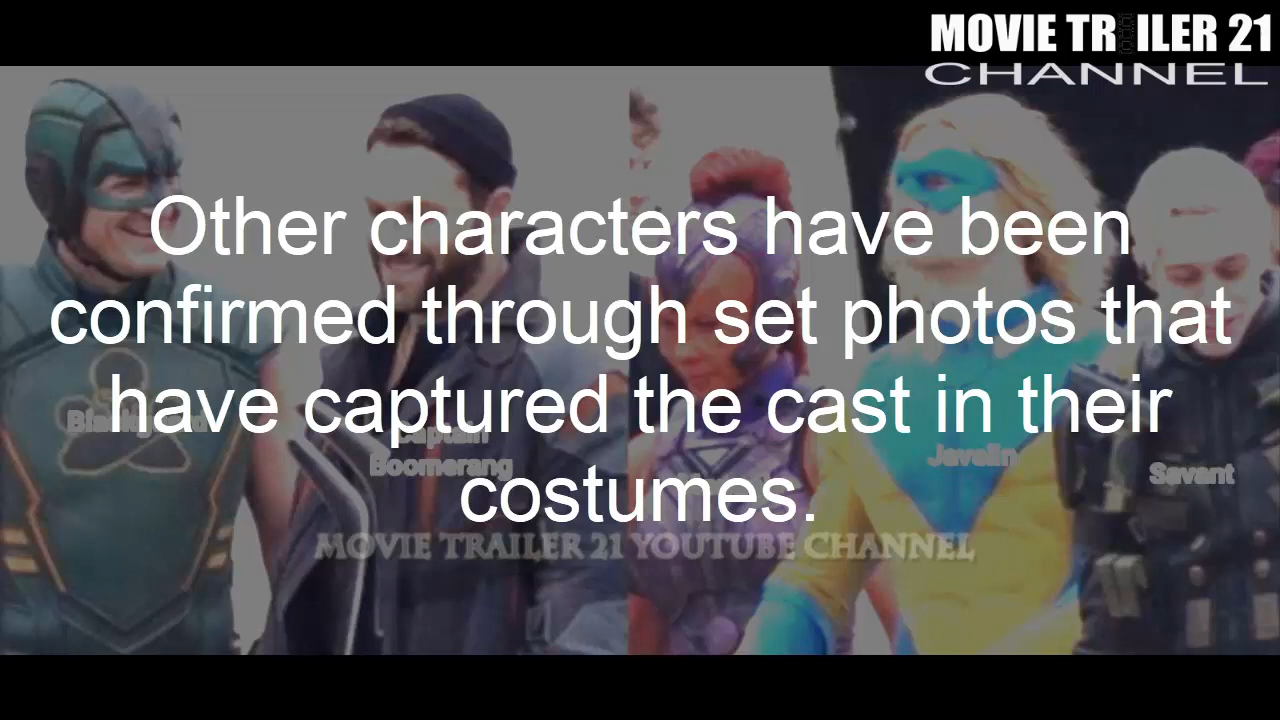 MOVIE TR ILER 21
CHANNEL
Other characters have been
confirmed through set photos that
have captured the cast in their
costumes.
Captain
Boomerang
Javelin
Savant
MOVIE TRAILER 21 YOUTUBE CHANNEL